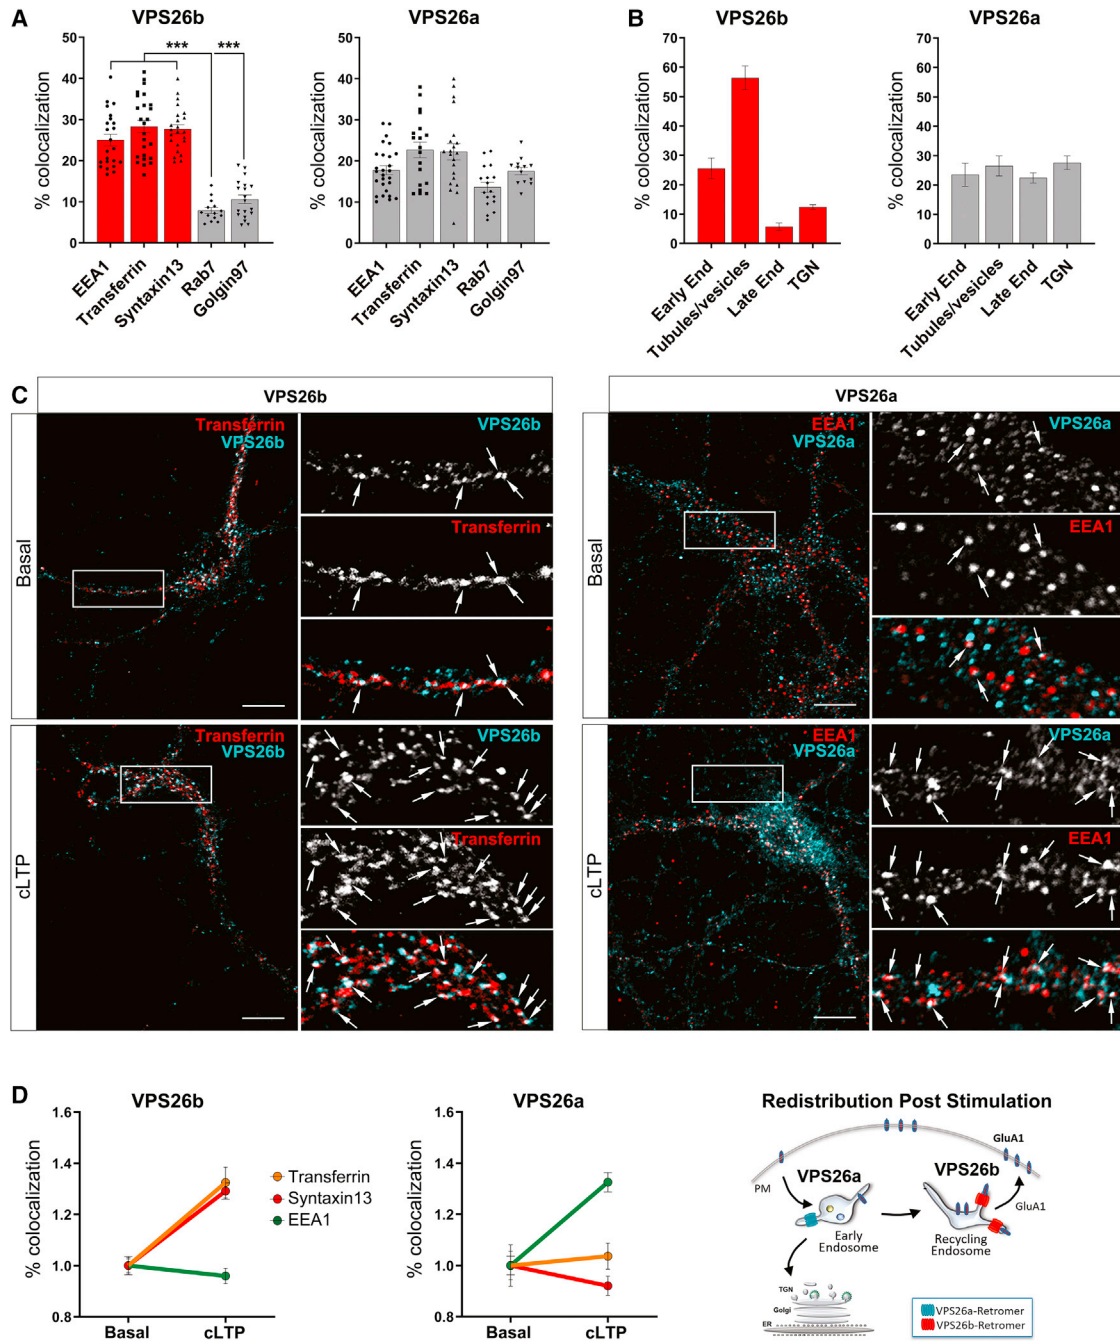 A
VPS26b
% colocalization
50
40
30
20
10
0
***
***
EEA1
Transferrin
Syntaxin13
Rab7
Golgin97
VPS26a
% colocalization
50
40
30
20
10
0
EEA1
Transferrin
Syntaxin13
Rab7
Golgin97
B
VPS26b
% colocalization
70
60
50
40
30
20
10
0
Early End
Tubules/vesicles
Late End
TGN
VPS26a
% colocalization
70
60
50
40
30
20
10
0
Early End
Tubules/vesicles
Late End
TGN
C
VPS26b
Basal
Transferrin
VPS26b
VPS26b
Transferrin
cLTP
Transferrin
VPS26b
VPS26b
Transferrin
VPS26a
Basal
EEA1
VPS26a
VPS26a
EEA1
cLTP
EEA1
VPS26a
VPS26a
EEA1
D
VPS26b
% colocalization
1.6
1.4
1.2
1.0
0.8
Basal
cLTP
Transferrin
Syntaxin13
EEA1
VPS26a
% colocalization
1.6
1.4
1.2
1.0
0.8
Basal
cLTP
Redistribution Post Stimulation
GluA1
VPS26a
VPS26b
PM
GluA1
Early
Endosome
Recycling
Endosome
TGN
Golgi
ER
VPS26a-Retromer
VPS26b-Retromer